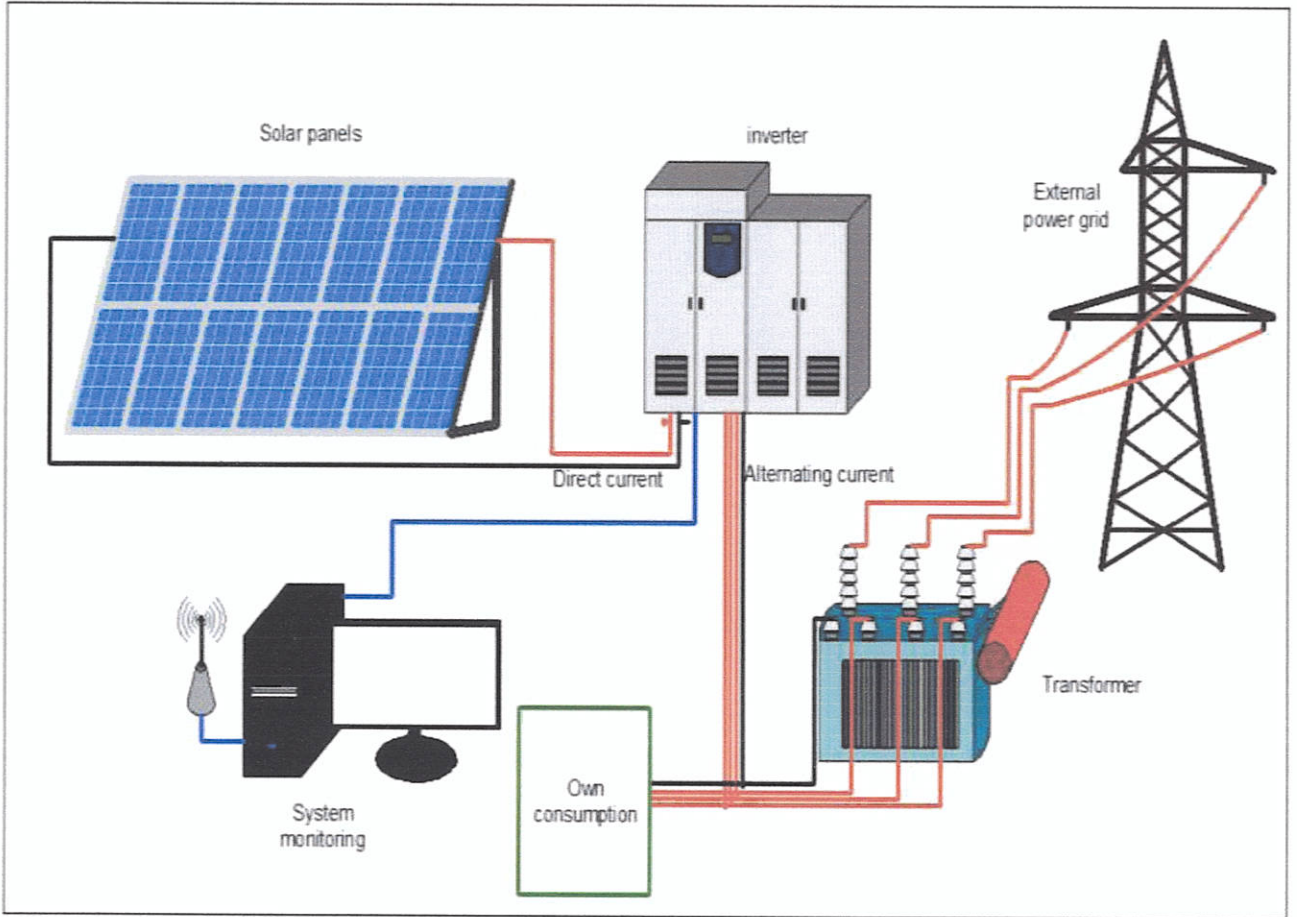 Solar panels
inverter
External
power grid
Direct current
Alternating current
Transformer
System
monitoring
Own
consumption